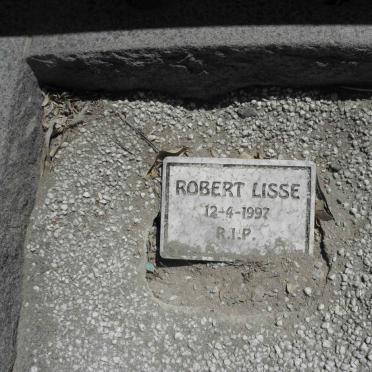 ROBERT LISSE
12-4-1997
R.I.P.